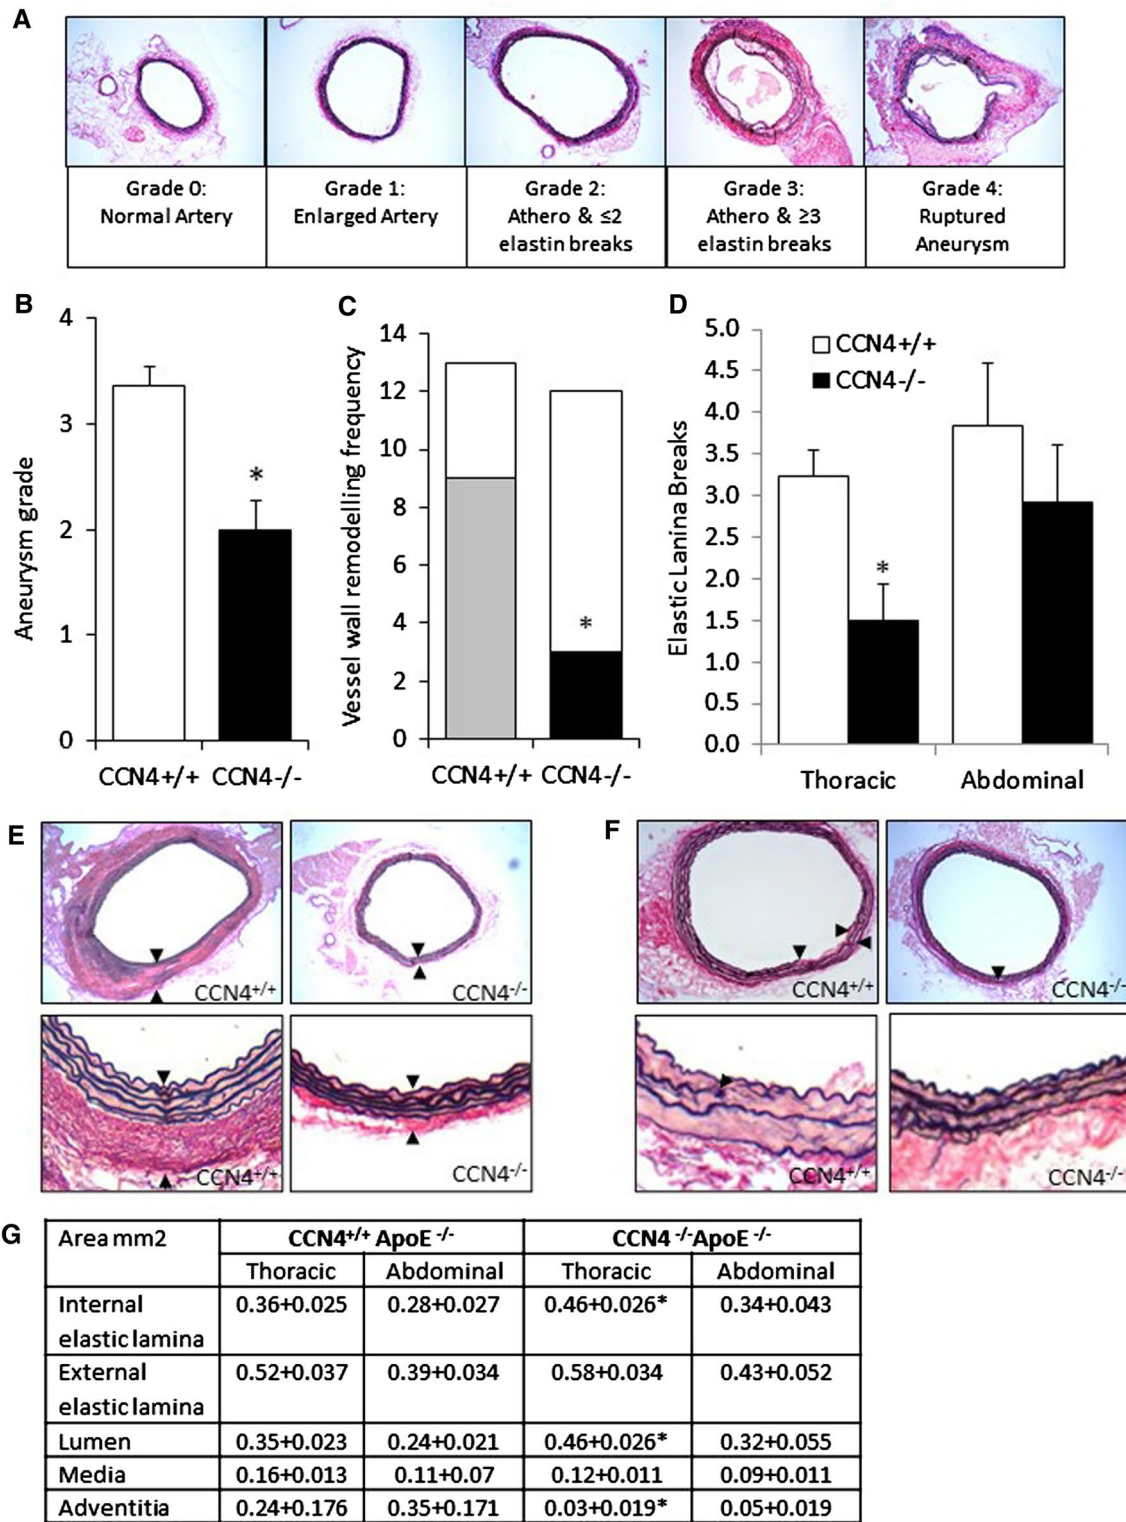 A
Grade 0:
Normal Artery
Grade 1:
Enlarged Artery
Grade 2:
Athero & ≤2
elastin breaks
Grade 3:
Athero & ≥3
elastin breaks
Grade 4:
Ruptured
Aneurysm
B
Aneurysm grade
4
3
2
1
0
*
CCN4+/+ CCN4-/-
C
Vessel wall remodelling frequency
14
12
10
8
6
4
2
0
*
CCN4+/+ CCN4-/-
D
Elastic Lanina Breaks
5.0
4.5
4.0
3.5
3.0
2.5
2.0
1.5
1.0
0.5
0.0
CCN4+/+
CCN4-/-
*
Thoracic Abdominal
E
CCN4+/+
CCN4-/-
CCN4+/+
CCN4-/-
F
CCN4+/+
CCN4-/-
CCN4+/+
CCN4-/-
G
Area mm2 CCN4+/+ ApoE -/- CCN4 -/-ApoE -/-
Thoracic Abdominal Thoracic Abdominal
Internal 0.36+0.025 0.28+0.027 0.46+0.026* 0.34+0.043
elastic lamina
External 0.52+0.037 0.39+0.034 0.58+0.034 0.43+0.052
elastic lamina
Lumen 0.35+0.023 0.24+0.021 0.46+0.026* 0.32+0.055
Media 0.16+0.013 0.11+0.07 0.12+0.011 0.09+0.011
Adventitia 0.24+0.176 0.35+0.171 0.03+0.019* 0.05+0.019